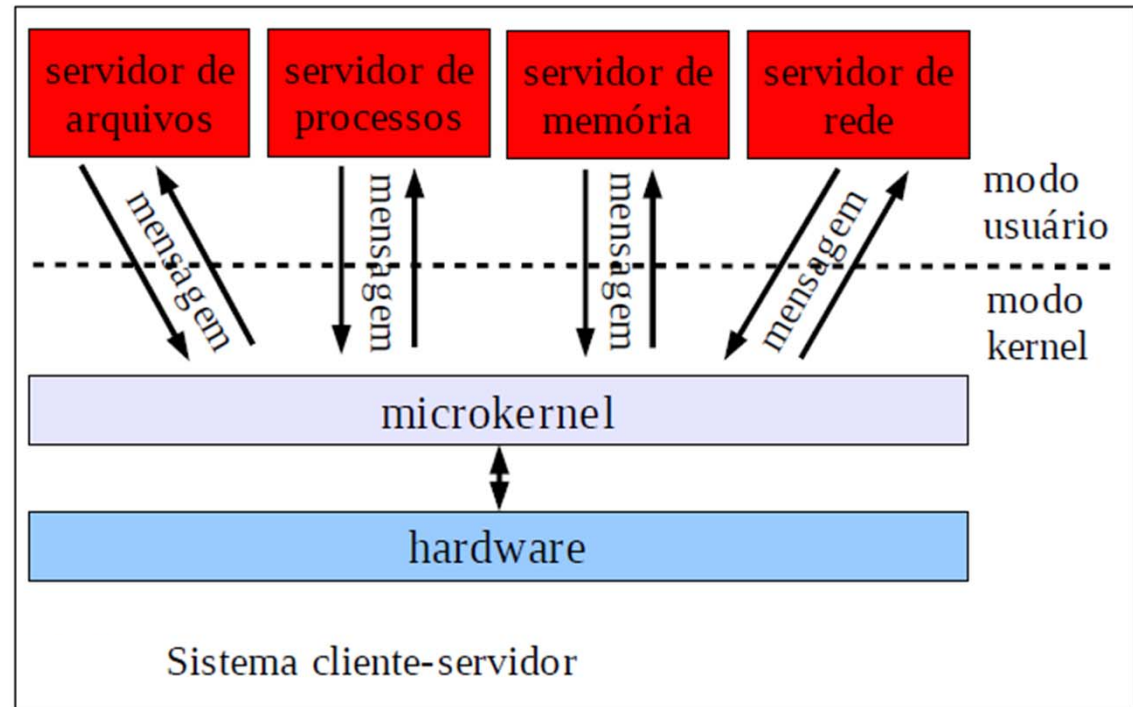 servidor de
arquivos
servidor de
processos
servidor de
memória
servidor de
rede
mensagem
mensagem
mensagem
mensagem
modo
usuário
modo
kernel
microkernel
hardware
Sistema cliente-servidor